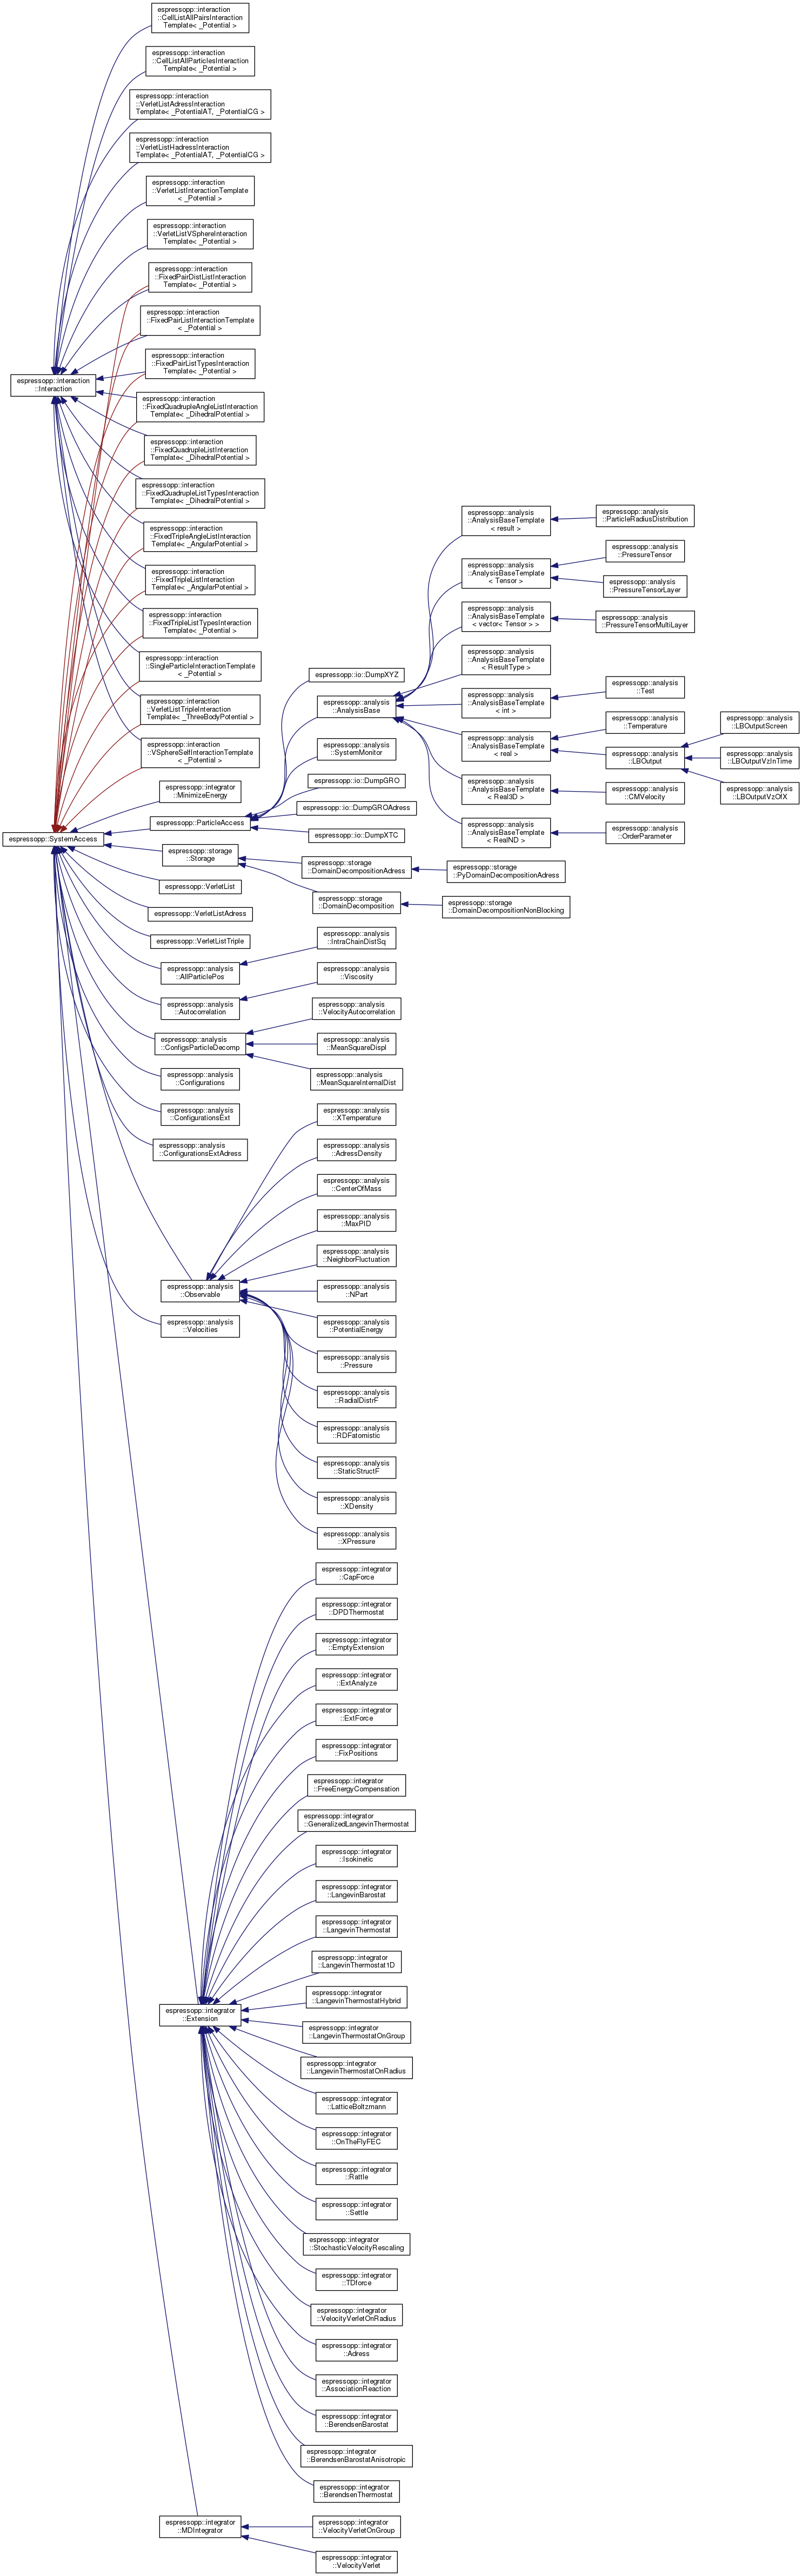 espressopp::interaction
::CellListAllPairsInteraction
Template< _Potential >
espressopp::interaction
::CellListAllParticlesInteraction
Template< _Potential >
espressopp::interaction
::VerletListAdressInteraction
Template< _PotentialAT, _PotentialCG >
espressopp::interaction
::VerletListHadressInteraction
Template< _PotentialAT, _PotentialCG >
espressopp::interaction
::VerletListInteractionTemplate
< _Potential >
espressopp::interaction
::VerletListVSphereInteraction
Template< _Potential >
espressopp::interaction
::FixedPairDistListInteraction
Template< _Potential >
espressopp::interaction
::FixedPairListInteractionTemplate
< _Potential >
espressopp::interaction
::FixedPairListTypesInteraction
Template< _Potential >
espressopp::interaction
::Interaction
espressopp::interaction
::FixedQuadrupleAngleListInteraction
Template< _DihedralPotential >
espressopp::interaction
::FixedQuadrupleListInteraction
Template< _DihedralPotential >
espressopp::interaction
::FixedQuadrupleListTypesInteraction
Template< _DihedralPotential >
espressopp::interaction
::FixedTripleAngleListInteraction
Template< _AngularPotential >
espressopp::interaction
::FixedTripleListInteraction
Template< _AngularPotential >
espressopp::interaction
::FixedTripleListTypesInteraction
Template< _Potential >
espressopp::interaction
::SingleParticleInteractionTemplate
< _Potential >
espressopp::interaction
::VerletListTripleInteraction
Template< _ThreeBodyPotential >
espressopp::interaction
::VSphereSelfInteractionTemplate
< _Potential >
espressopp::integrator
::MinimizeEnergy
espressopp::ParticleAccess
espressopp::SystemAccess
espressopp::storage
::Storage
espressopp::VerletList
espressopp::VerletListAdress
espressopp::VerletListTriple
espressopp::analysis
::AllParticlePos
espressopp::analysis
::Autocorrelation
espressopp::analysis
::ConfigsParticleDecomp
espressopp::analysis
::Configurations
espressopp::analysis
::ConfigurationsExt
espressopp::analysis
::ConfigurationsExtAdress
espressopp::analysis
::Observable
espressopp::analysis
::Velocities
espressopp::integrator
::Extension
espressopp::integrator
::MDIntegrator
espressopp::io::DumpXYZ
espressopp::analysis
::AnalysisBase
espressopp::analysis
::SystemMonitor
espressopp::io::DumpGRO
espressopp::io::DumpGROAdress
espressopp::io::DumpXTC
espressopp::storage
::DomainDecompositionAdress
espressopp::storage
::DomainDecomposition
espressopp::analysis
::IntraChainDistSq
espressopp::analysis
::Viscosity
espressopp::analysis
::VelocityAutocorrelation
espressopp::analysis
::MeanSquareDispl
espressopp::analysis
::MeanSquareInternalDist
espressopp::analysis
::XTemperature
espressopp::analysis
::AdressDensity
espressopp::analysis
::CenterOfMass
espressopp::analysis
::MaxPID
espressopp::analysis
::NeighborFluctuation
espressopp::analysis
::NPart
espressopp::analysis
::PotentialEnergy
espressopp::analysis
::Pressure
espressopp::analysis
::RadialDistrF
espressopp::analysis
::RDFatomistic
espressopp::analysis
::StaticStructF
espressopp::analysis
::XDensity
espressopp::analysis
::XPressure
espressopp::integrator
::CapForce
espressopp::integrator
::DPDThermostat
espressopp::integrator
::EmptyExtension
espressopp::integrator
::ExtAnalyze
espressopp::integrator
::ExtForce
espressopp::integrator
::FixPositions
espressopp::integrator
::FreeEnergyCompensation
espressopp::integrator
::GeneralizedLangevinThermostat
espressopp::integrator
::Isokinetic
espressopp::integrator
::LangevinBarostat
espressopp::integrator
::LangevinThermostat
espressopp::integrator
::LangevinThermostat1D
espressopp::integrator
::LangevinThermostatHybrid
espressopp::integrator
::LangevinThermostatOnGroup
espressopp::integrator
::LangevinThermostatOnRadius
espressopp::integrator
::LatticeBoltzmann
espressopp::integrator
::OnTheFlyFEC
espressopp::integrator
::Rattle
espressopp::integrator
::Settle
espressopp::integrator
::StochasticVelocityRescaling
espressopp::integrator
::TDforce
espressopp::integrator
::VelocityVerletOnRadius
espressopp::integrator
::Adress
espressopp::integrator
::AssociationReaction
espressopp::integrator
::BerendsenBarostat
espressopp::integrator
::BerendsenBarostatAnisotropic
espressopp::integrator
::BerendsenThermostat
espressopp::integrator
::VelocityVerletOnGroup
espressopp::integrator
::VelocityVerlet
espressopp::analysis
::AnalysisBaseTemplate
< result >
espressopp::analysis
::AnalysisBaseTemplate
< Tensor >
espressopp::analysis
::AnalysisBaseTemplate
< vector< Tensor > >
espressopp::analysis
::AnalysisBaseTemplate
< ResultType >
espressopp::analysis
::AnalysisBaseTemplate
< int >
espressopp::analysis
::AnalysisBaseTemplate
< real >
espressopp::analysis
::AnalysisBaseTemplate
< Real3D >
espressopp::analysis
::AnalysisBaseTemplate
< RealND >
espressopp::storage
::PyDomainDecompositionAdress
espressopp::storage
::DomainDecompositionNonBlocking
espressopp::analysis
::ParticleRadiusDistribution
espressopp::analysis
::PressureTensor
espressopp::analysis
::PressureTensorLayer
espressopp::analysis
::PressureTensorMultiLayer
espressopp::analysis
::Test
espressopp::analysis
::Temperature
espressopp::analysis
::LBOutput
espressopp::analysis
::CMVelocity
espressopp::analysis
::OrderParameter
espressopp::analysis
::LBOutputScreen
espressopp::analysis
::LBOutputVzInTime
espressopp::analysis
::LBOutputVzOfX